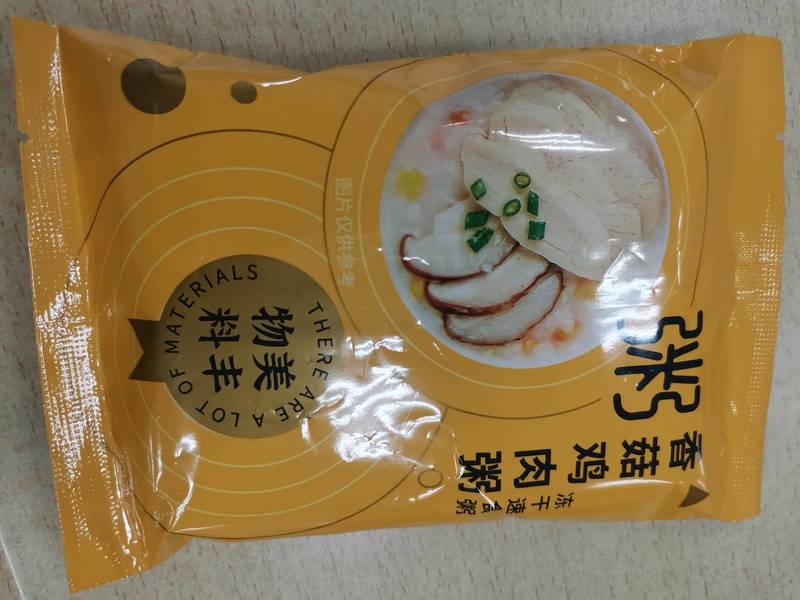 粥
香菇鸡肉粥
冻干速食粥
图片仅供参考
物美
料丰
THERE ARE A LOT OF MATERIALS